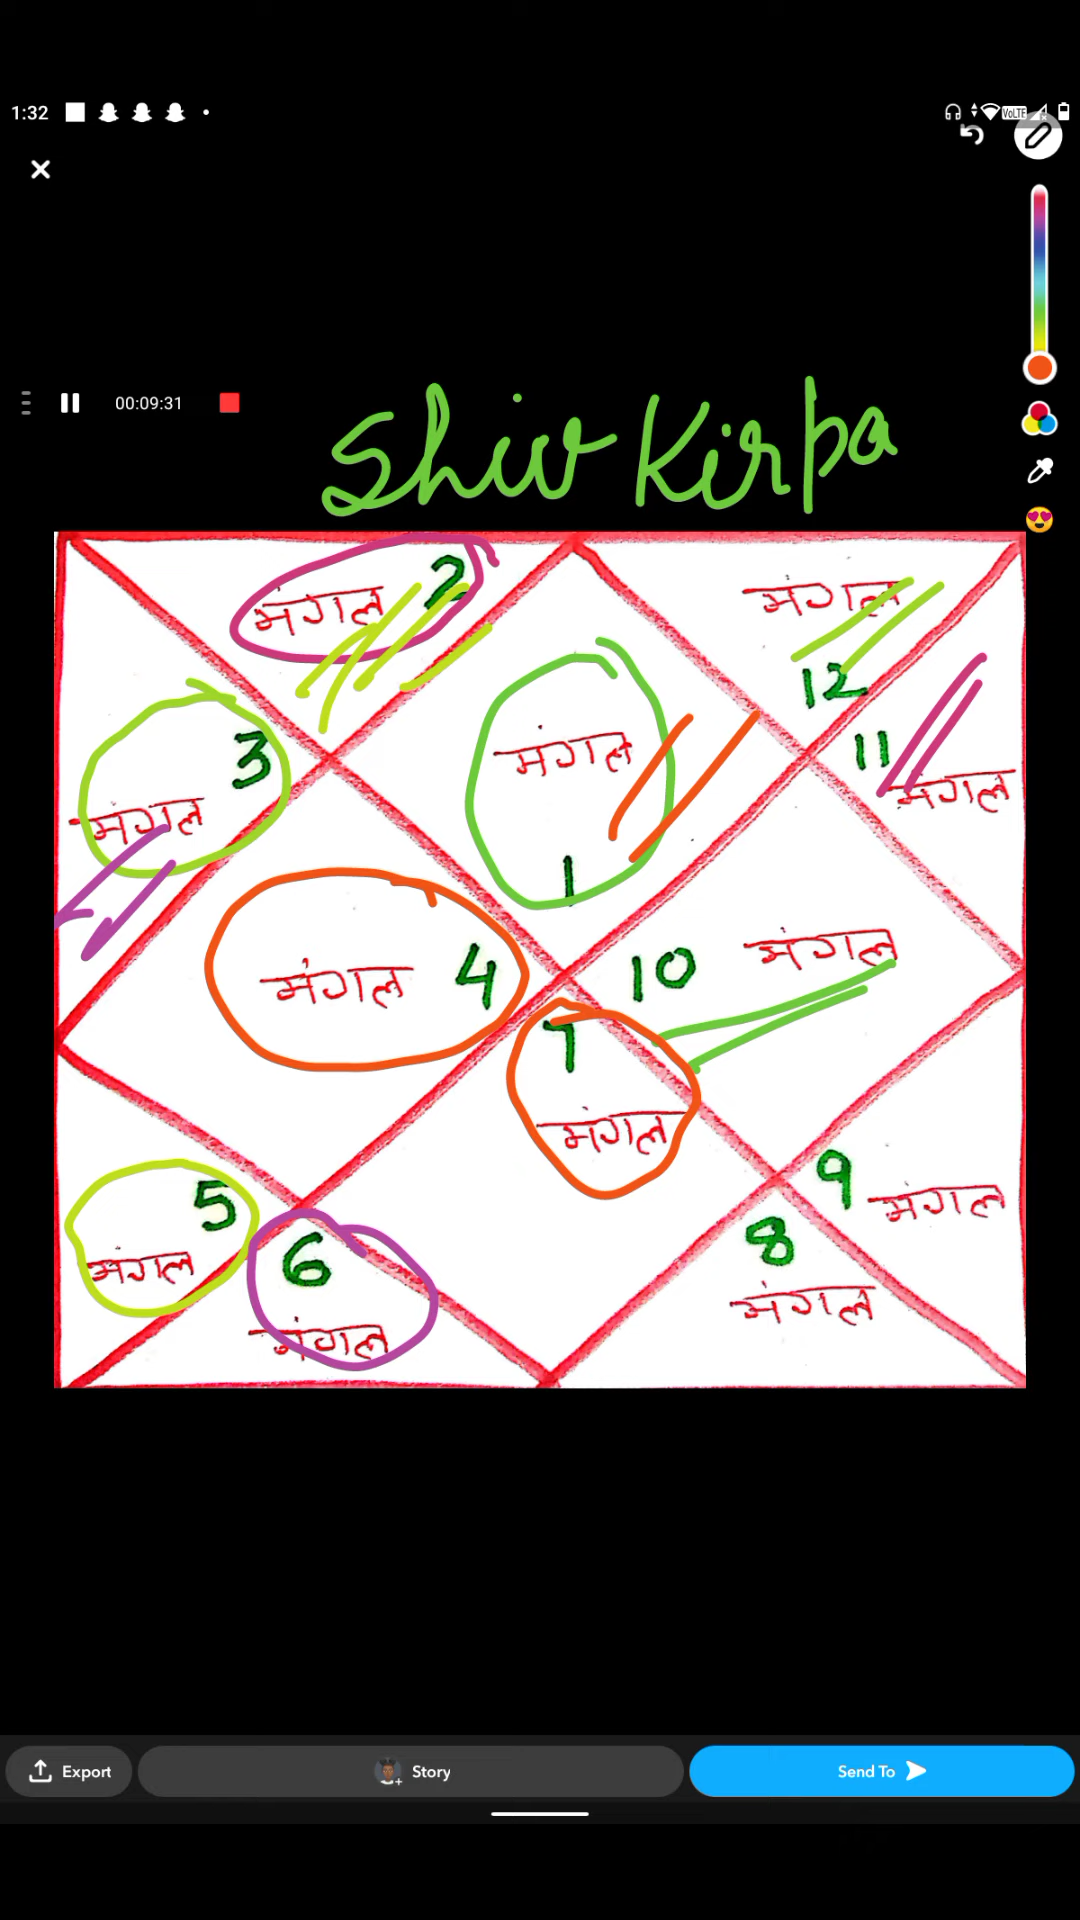 1:32
VoLTE
00:09:31
Shiv Kirpa
मंगल 2
मंगल
12
3
मंगल
मंगल
1
11
मंगल
मंगल 4
10 मंगल
7
मंगल
5
मंगल
6
मंगल
9 मंगल
8
मंगल
Export
Story
Send To